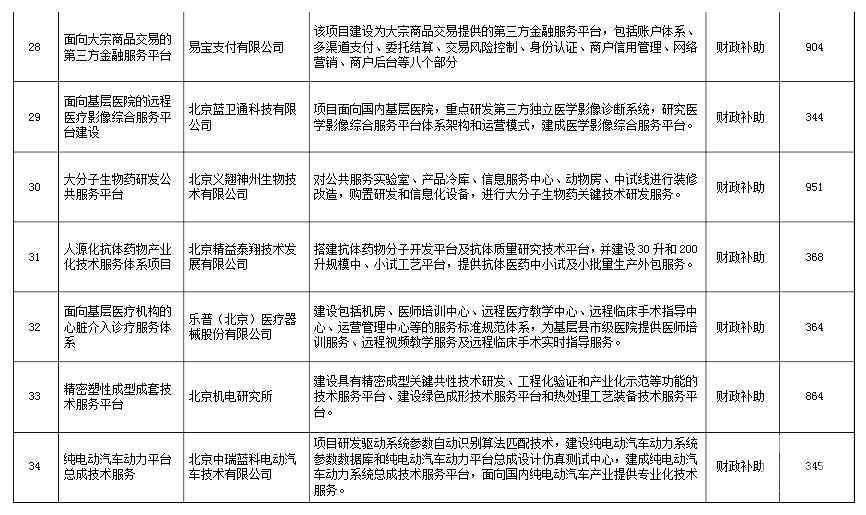 28
面向大宗商品交易的
第三方金融服务平台
易宝支付有限公司
该项目建设为大宗商品交易提供的第三方金融服务平台，包括账户体系、
多渠道支付、委托结算、交易风险控制、身份认证、商户信用管理、网络
营销、商户后台等八个部分
财政补助
904
29
面向基层医院的远程
医疗影像综合服务平
台建设
北京蓝卫通科技有限
公司
项目面向国内基层医院，重点研发第三方独立医学影像诊断系统，研究医
学影像综合服务平台体系架构和运营模式，建成医学影像综合服务平台。
财政补助
344
30
大分子生物药研发公
共服务平台
北京义翘神州生物技
术有限公司
对公共服务实验室、产品冷库、信息服务中心、动物房、中试线进行装修
改造，购置研发和信息化设备，进行大分子生物药关键技术研发服务。
财政补助
951
31
人源化抗体药物产业
化技术服务体系项目
北京精益泰翔技术发
展有限公司
搭建抗体药物分子开发平台及抗体质量研究技术平台，并建设30升和200
升规模中、小试工艺平台，提供抗体医药中小试及小批量生产外包服务。
财政补助
368
32
面向基层医疗机构的
心脏介入诊疗服务体
系
乐普（北京）医疗器
械股份有限公司
建设包括机房、医师培训中心、远程医疗教学中心、远程临床手术指导中
心、运营管理中心等的服务标准规范体系，为基层县市级医院提供医师培
训服务、远程视频教学服务及远程临床手术实时指导服务。
财政补助
364
33
精密塑性成型成套技
术服务平台
北京机电研究所
建设具有精密成型关键共性技术研发、工程化验证和产业化示范等功能的
技术服务平台、建设绿色成形技术服务平台和热处理工艺装备技术服务平
台。
财政补助
864
34
纯电动汽车动力平台
总成技术服务
北京中瑞蓝科电动汽
车技术有限公司
项目研发驱动系统参数自动识别算法匹配技术，建设纯电动汽车动力系统
参数数据库和纯电动汽车动力平台总成设计仿真测试中心，建成纯电动汽
车动力系统总成技术服务平台，面向国内纯电动汽车产业提供专业化技术
服务。
财政补助
345